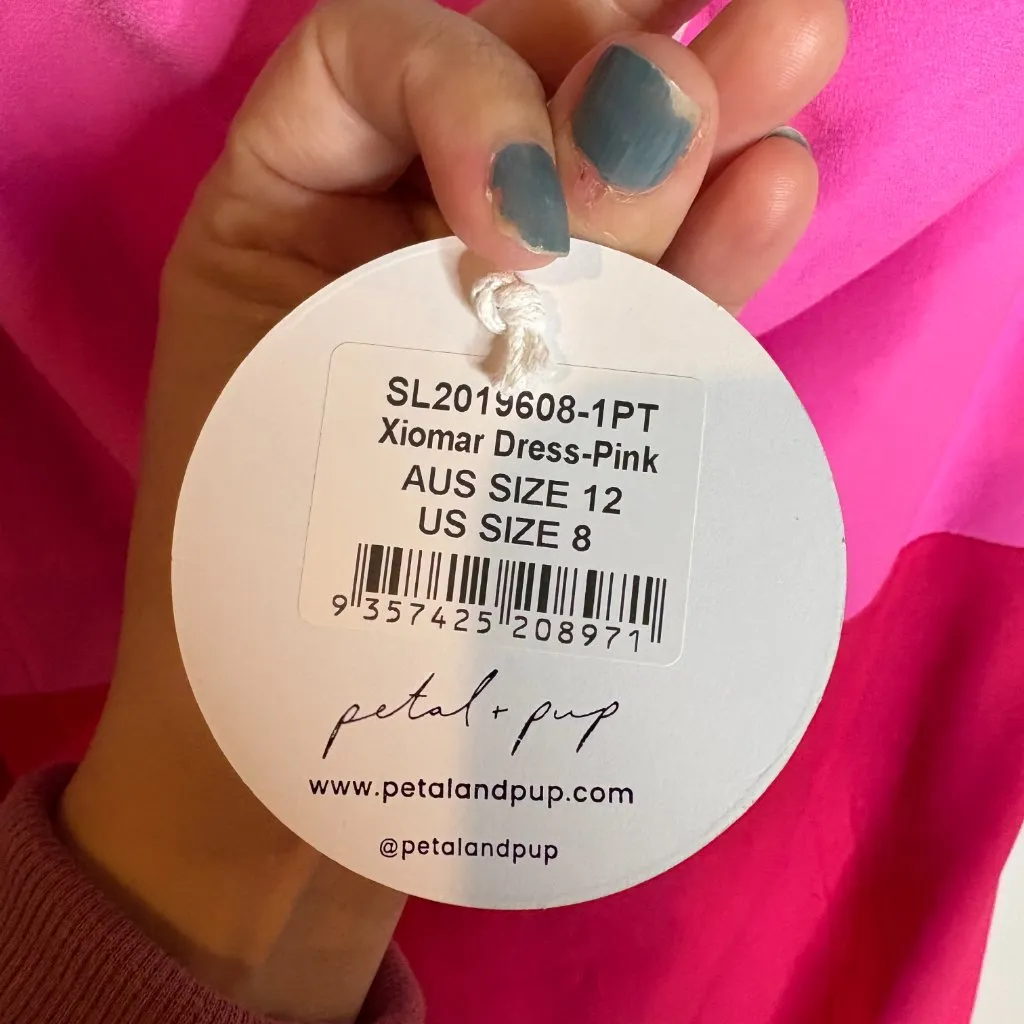 SL2019608-1PT
Xiomar Dress-Pink
AUS SIZE 12
US SIZE 8
9 357425 208971
petal + pup
www.petalandpup.com
@petalandpup